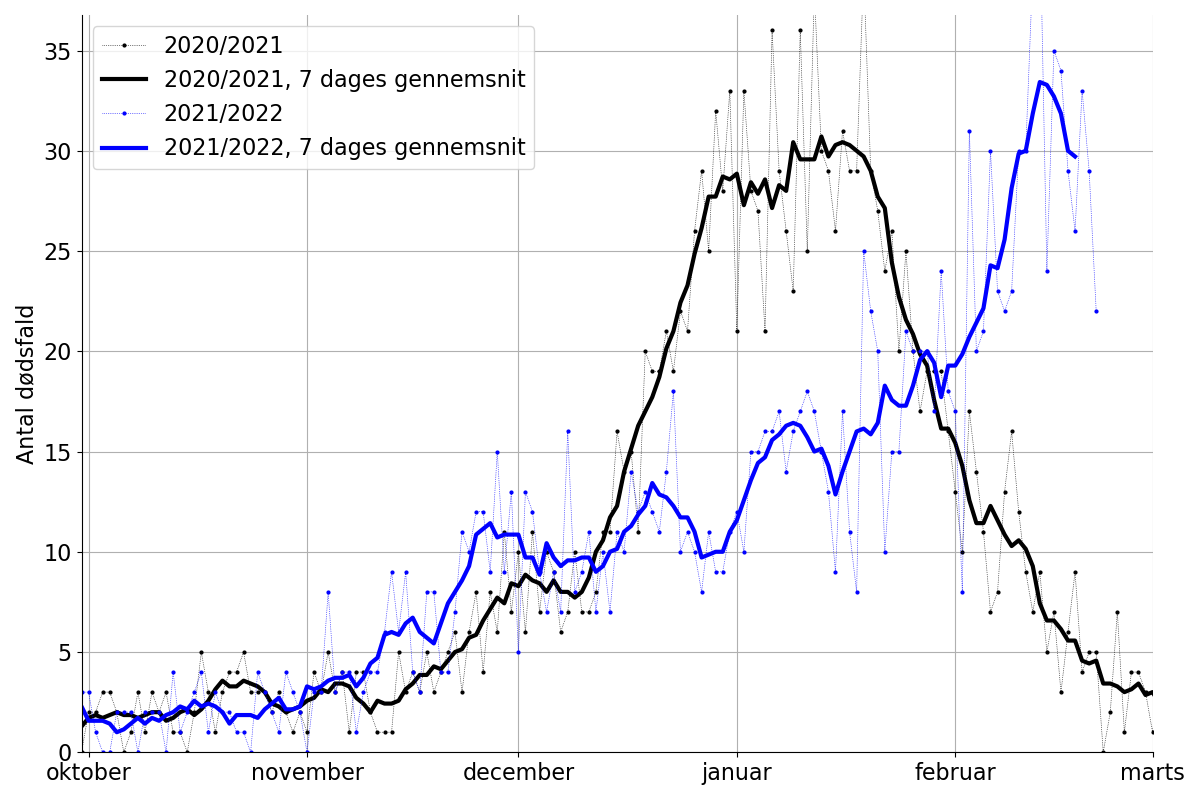 2020/2021
2020/2021, 7 dages gennemsnit
2021/2022
2021/2022, 7 dages gennemsnit
Antal dødsfald
35
30
25
20
15
10
5
0
oktober november december januar februar marts